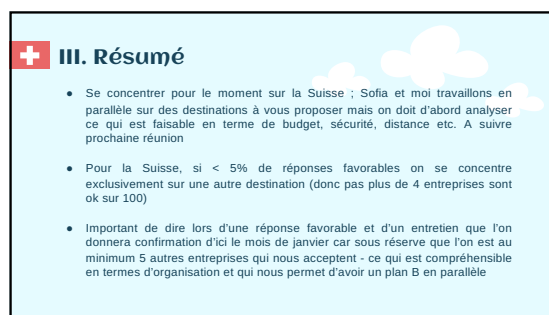 III. Résumé
● Se concentrer pour le moment sur la Suisse ; Sofia et moi travaillons en
parallèle sur des destinations à vous proposer mais on doit d'abord analyser
ce qui est faisable en terme de budget, sécurité, distance etc. A suivre
prochaine réunion
● Pour la Suisse, si < 5% de réponses favorables on se concentre
exclusivement sur une autre destination (donc pas plus de 4 entreprises sont
ok sur 100)
● Important de dire lors d'une réponse favorable et d'un entretien que l'on
donnera confirmation d'ici le mois de janvier car sous réserve que l'on est au
minimum 5 autres entreprises qui nous acceptent - ce qui est compréhensible
en termes d'organisation et qui nous permet d'avoir un plan B en parallèle